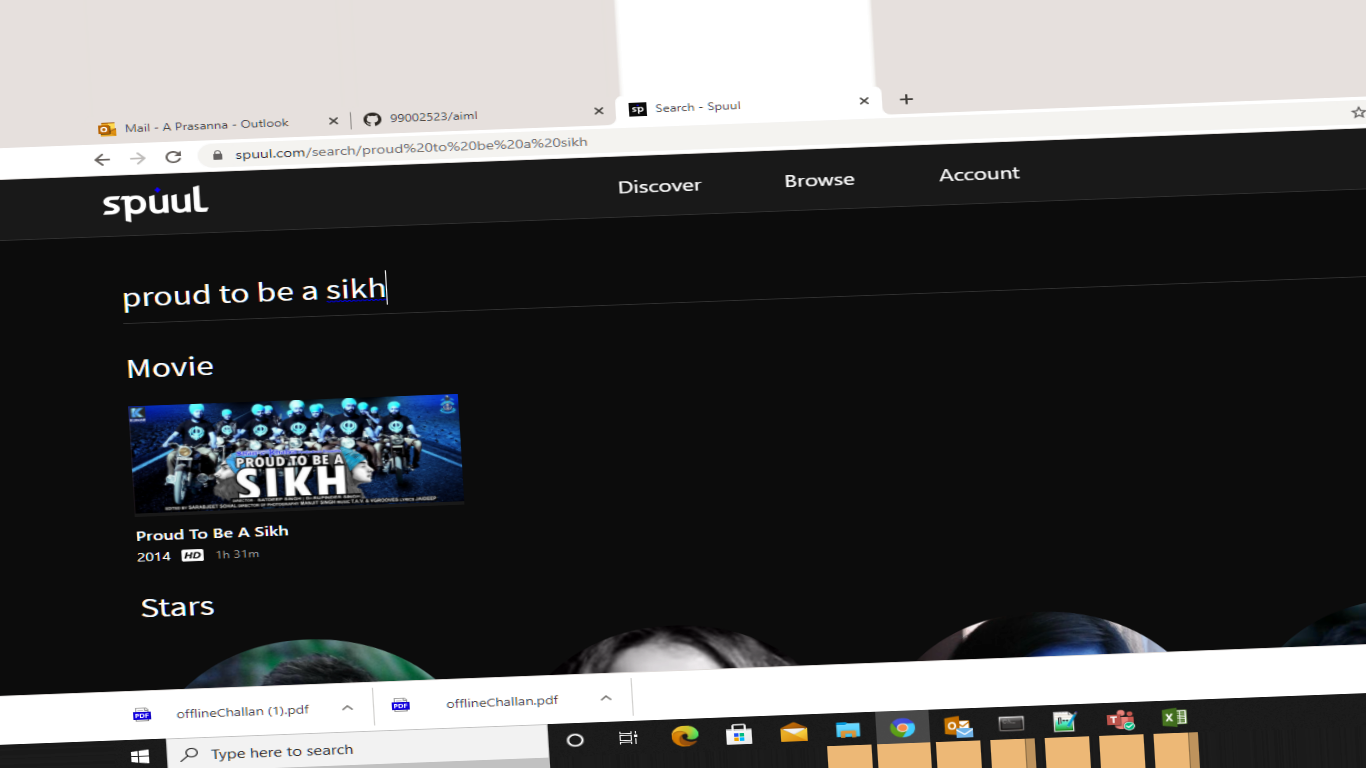 Mail - A Prasanna - Outlook
99002523/aiml
sp Search - Spuul
spuul.com/search/proud%20to%20be%20a%20sikh
spuul Discover Browse Account
proud to be a sikh
Movie
PROUD TO BE A
SIKH
Proud To Be A Sikh
2014 HD 1h 31m
Stars
PDF offlineChallan (1).pdf PDF offlineChallan.pdf
Type here to search